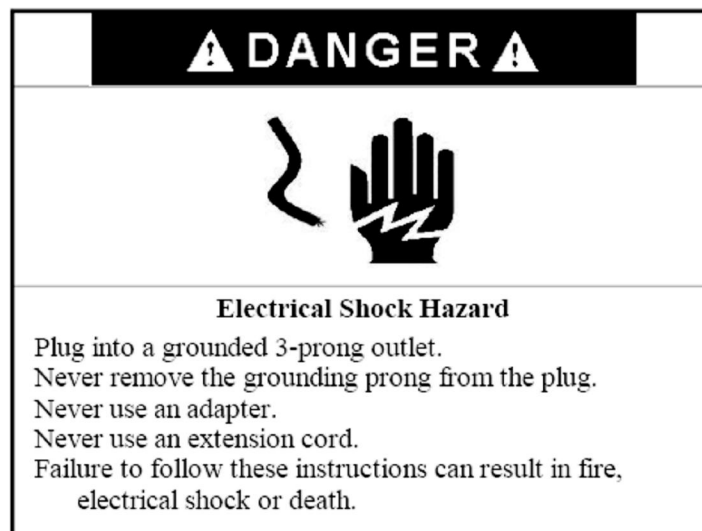 DANGER
Electrical Shock Hazard
Plug into a grounded 3-prong outlet.
Never remove the grounding prong from the plug.
Never use an adapter.
Never use an extension cord.
Failure to follow these instructions can result in fire,
electrical shock or death.